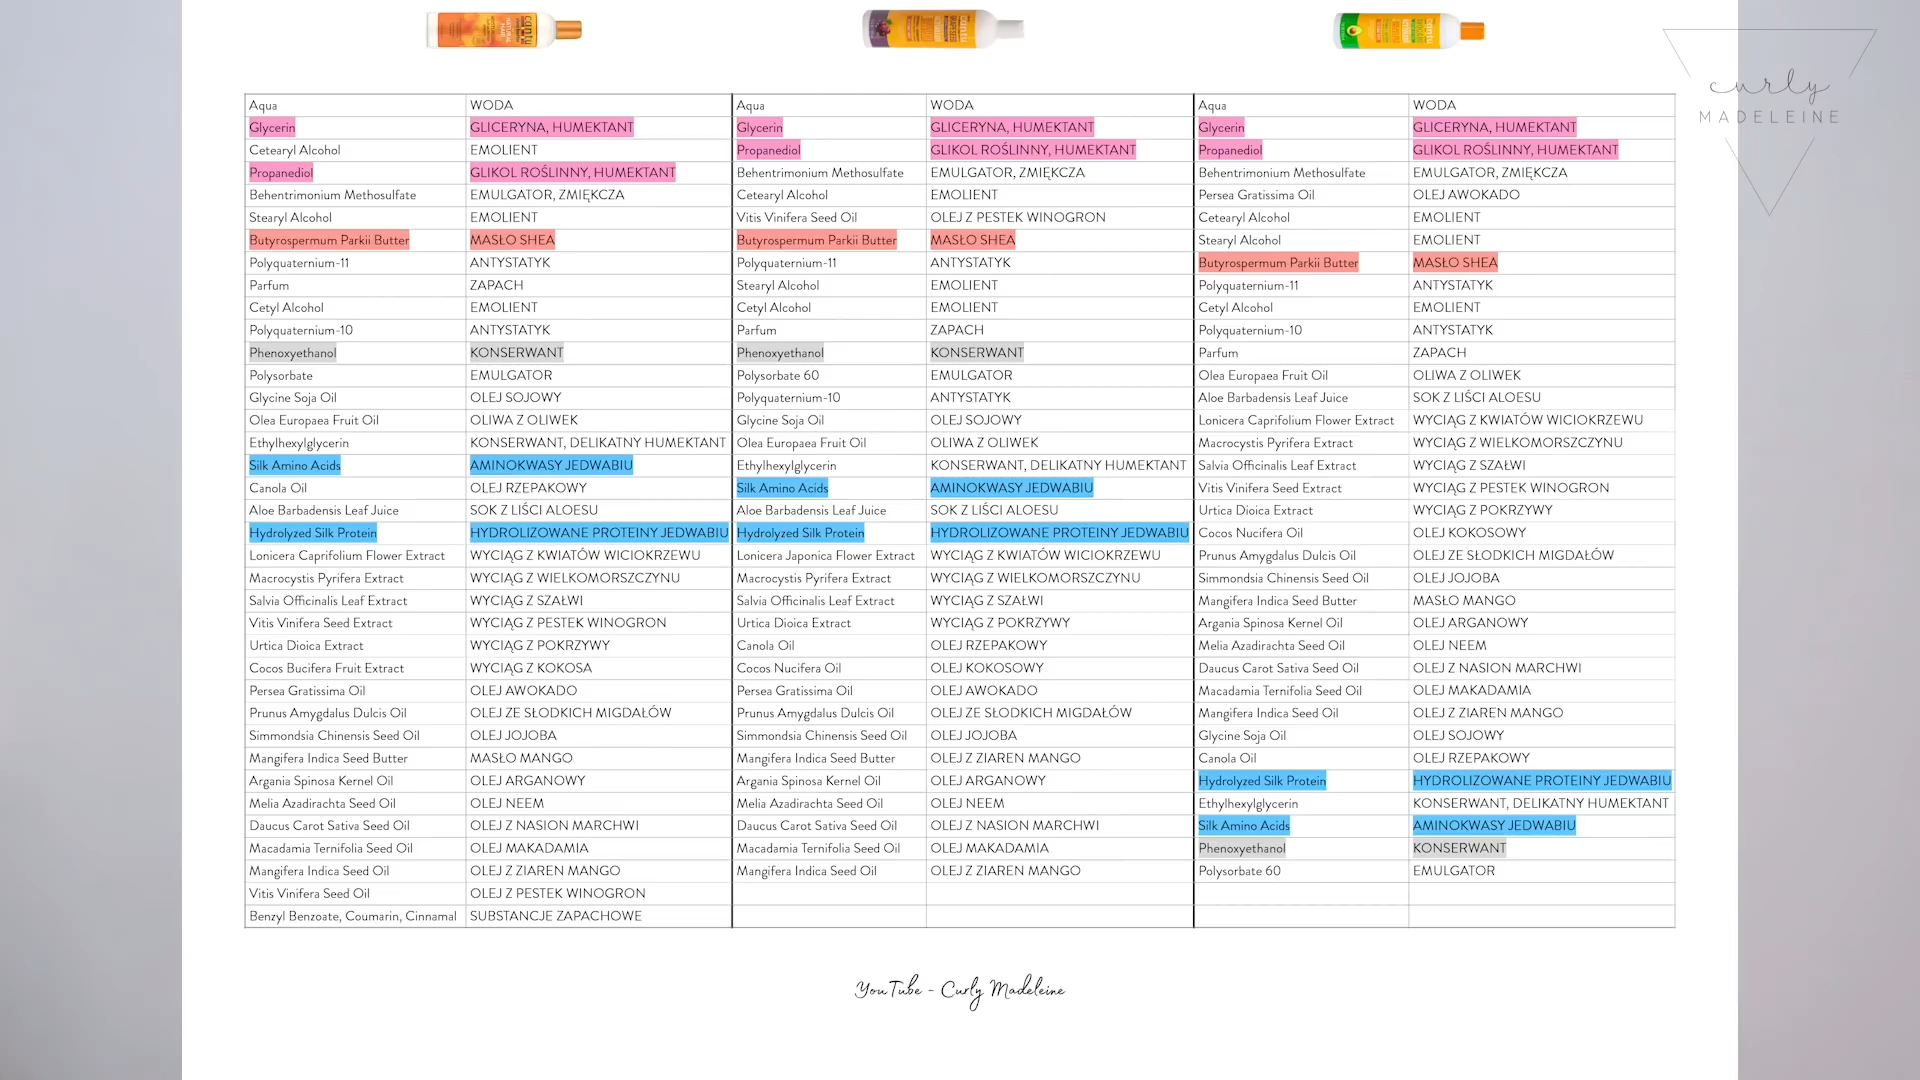 curly
MADELEINE
Aqua WODA Aqua WODA Aqua WODA
Glycerin GLICERYNA, HUMEKTANT Glycerin GLICERYNA, HUMEKTANT Glycerin GLICERYNA, HUMEKTANT
Cetearyl Alcohol EMOLIENT Propanediol GLIKOL ROŚLINNY, HUMEKTANT Propanediol GLIKOL ROŚLINNY, HUMEKTANT
Propanediol GLIKOL ROŚLINNY, HUMEKTANT Behentrimonium Methosulfate EMULGATOR, ZMIĘKCZA Behentrimonium Methosulfate EMULGATOR, ZMIĘKCZA
Behentrimonium Methosulfate EMULGATOR, ZMIĘKCZA Cetearyl Alcohol EMOLIENT Persea Gratissima Oil OLEJ AWOKADO
Stearyl Alcohol EMOLIENT Vitis Vinifera Seed Oil OLEJ Z PESTEK WINOGRON Cetearyl Alcohol EMOLIENT
Butyrospermum Parkii Butter MASŁO SHEA Butyrospermum Parkii Butter MASŁO SHEA Stearyl Alcohol EMOLIENT
Polyquaternium-11 ANTYSTATYK Polyquaternium-11 ANTYSTATYK Butyrospermum Parkii Butter MASŁO SHEA
Parfum ZAPACH Stearyl Alcohol EMOLIENT Polyquaternium-11 ANTYSTATYK
Cetyl Alcohol EMOLIENT Cetyl Alcohol EMOLIENT Cetyl Alcohol EMOLIENT
Polyquaternium-10 ANTYSTATYK Parfum ZAPACH Polyquaternium-10 ANTYSTATYK
Phenoxyethanol KONSERWANT Phenoxyethanol KONSERWANT Parfum ZAPACH
Polysorbate EMULGATOR Polysorbate 60 EMULGATOR Olea Europaea Fruit Oil OLIWA Z OLIWEK
Glycine Soja Oil OLEJ SOJOWY Polyquaternium-10 ANTYSTATYK Aloe Barbadensis Leaf Juice SOK Z LIŚCI ALOESU
Olea Europaea Fruit Oil OLIWA Z OLIWEK Glycine Soja Oil OLEJ SOJOWY Lonicera Caprifolium Flower Extract WYCIĄG Z KWIATÓW WICIOKRZEWU
Ethylhexylglycerin KONSERWANT, DELIKATNY HUMEKTANT Olea Europaea Fruit Oil OLIWA Z OLIWEK Macrocystis Pyrifera Extract WYCIĄG Z WIELKOMORSZCZYNU
Silk Amino Acids AMINOKWASY JEDWABIU Ethylhexylglycerin KONSERWANT, DELIKATNY HUMEKTANT Salvia Officinalis Leaf Extract WYCIĄG Z SZAŁWI
Canola Oil OLEJ RZEPAKOWY Silk Amino Acids AMINOKWASY JEDWABIU Vitis Vinifera Seed Extract WYCIĄG Z PESTEK WINOGRON
Aloe Barbadensis Leaf Juice SOK Z LIŚCI ALOESU Aloe Barbadensis Leaf Juice SOK Z LIŚCI ALOESU Urtica Dioica Extract WYCIĄG Z POKRZYWY
Hydrolyzed Silk Protein HYDROLIZOWANE PROTEINY JEDWABIU Hydrolyzed Silk Protein HYDROLIZOWANE PROTEINY JEDWABIU Cocos Nucifera Oil OLEJ KOKOSOWY
Lonicera Caprifolium Flower Extract WYCIĄG Z KWIATÓW WICIOKRZEWU Lonicera Japonica Flower Extract WYCIĄG Z KWIATÓW WICIOKRZEWU Prunus Amygdalus Dulcis Oil OLEJ ZE SŁODKICH MIGDAŁÓW
Macrocystis Pyrifera Extract WYCIĄG Z WIELKOMORSZCZYNU Macrocystis Pyrifera Extract WYCIĄG Z WIELKOMORSZCZYNU Simmondsia Chinensis Seed Oil OLEJ JOJOBA
Salvia Officinalis Leaf Extract WYCIĄG Z SZAŁWI Salvia Officinalis Leaf Extract WYCIĄG Z SZAŁWI Mangifera Indica Seed Butter MASŁO MANGO
Vitis Vinifera Seed Extract WYCIĄG Z PESTEK WINOGRON Urtica Dioica Extract WYCIĄG Z POKRZYWY Argania Spinosa Kernel Oil OLEJ ARGANOWY
Urtica Dioica Extract WYCIĄG Z POKRZYWY Canola Oil OLEJ RZEPAKOWY Melia Azadirachta Seed Oil OLEJ NEEM
Cocos Bucifera Fruit Extract WYCIĄG Z KOKOSA Cocos Nucifera Oil OLEJ KOKOSOWY Daucus Carot Sativa Seed Oil OLEJ Z NASION MARCHWI
Persea Gratissima Oil OLEJ AWOKADO Persea Gratissima Oil OLEJ AWOKADO Macadamia Ternifolia Seed Oil OLEJ MAKADAMIA
Prunus Amygdalus Dulcis Oil OLEJ ZE SŁODKICH MIGDAŁÓW Prunus Amygdalus Dulcis Oil OLEJ ZE SŁODKICH MIGDAŁÓW Mangifera Indica Seed Oil OLEJ Z ZIAREN MANGO
Simmondsia Chinensis Seed Oil OLEJ JOJOBA Simmondsia Chinensis Seed Oil OLEJ JOJOBA Glycine Soja Oil OLEJ SOJOWY
Mangifera Indica Seed Butter MASŁO MANGO Mangifera Indica Seed Butter OLEJ Z ZIAREN MANGO Canola Oil OLEJ RZEPAKOWY
Argania Spinosa Kernel Oil OLEJ ARGANOWY Argania Spinosa Kernel Oil OLEJ ARGANOWY Hydrolyzed Silk Protein HYDROLIZOWANE PROTEINY JEDWABIU
Melia Azadirachta Seed Oil OLEJ NEEM Melia Azadirachta Seed Oil OLEJ NEEM Ethylhexylglycerin KONSERWANT, DELIKATNY HUMEKTANT
Daucus Carot Sativa Seed Oil OLEJ Z NASION MARCHWI Daucus Carot Sativa Seed Oil OLEJ Z NASION MARCHWI Silk Amino Acids AMINOKWASY JEDWABIU
Macadamia Ternifolia Seed Oil OLEJ MAKADAMIA Macadamia Ternifolia Seed Oil OLEJ MAKADAMIA Phenoxyethanol KONSERWANT
Mangifera Indica Seed Oil OLEJ Z ZIAREN MANGO Mangifera Indica Seed Oil OLEJ Z ZIAREN MANGO Polysorbate 60 EMULGATOR
Vitis Vinifera Seed Oil OLEJ Z PESTEK WINOGRON
Benzyl Benzoate, Coumarin, Cinnamal SUBSTANCJE ZAPACHOWE
YouTube - Curly Madeleine